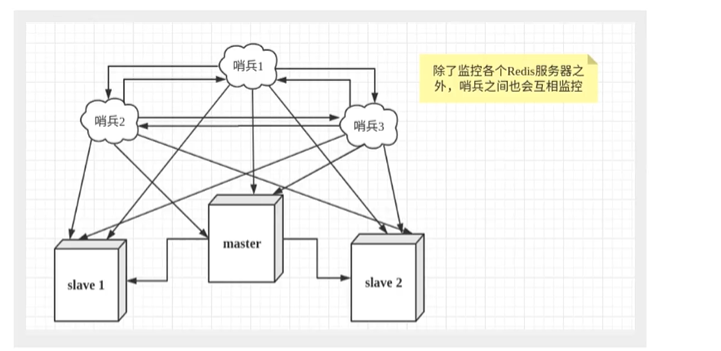 哨兵1
除了监控各个Redis服务器之
外，哨兵之间也会互相监控
哨兵2
哨兵3
master
slave 1
slave 2